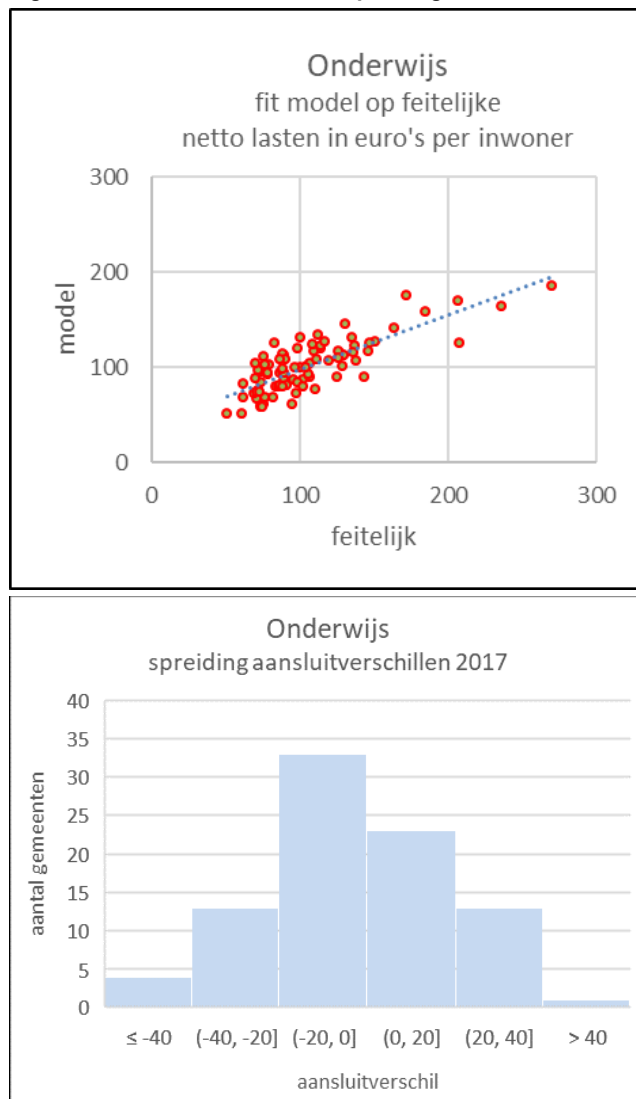 Onderwijs
fit model op feitelijke
netto lasten in euro's per inwoner
300
200
100
0
model
0 100 200 300
feitelijk
Onderwijs
spreiding aansluitverschillen 2017
40
35
30
25
20
15
10
5
0
aantal gemeenten
≤ -40 (-40, -20] (-20, 0] (0, 20] (20, 40] > 40
aansluitverschil